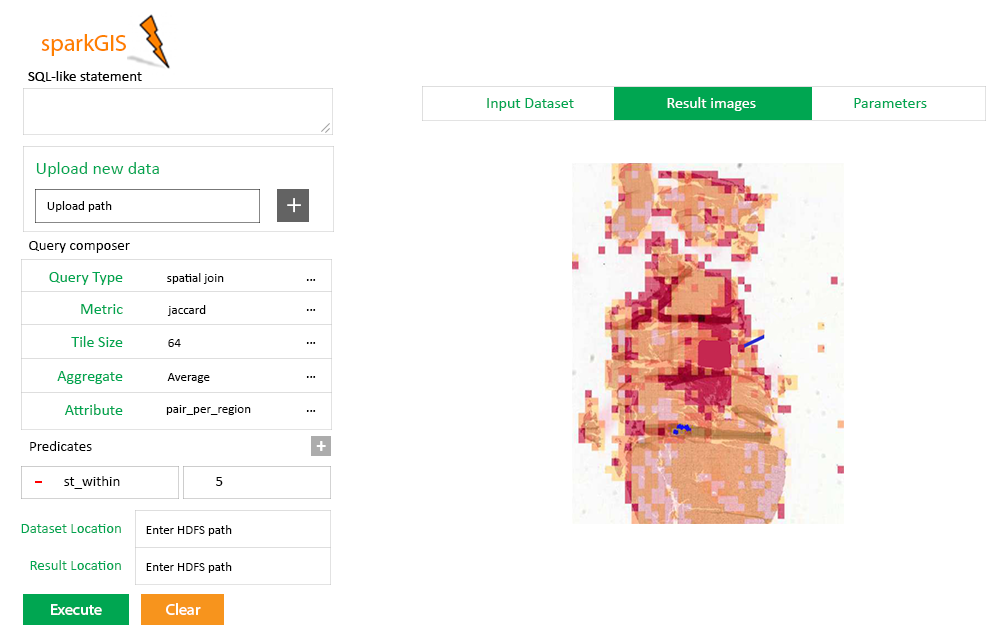 sparkGIS
SQL-like statement
Upload new data
Upload path
+
Query composer
Query Type spatial join ...
Metric jaccard ...
Tile Size 64 ...
Aggregate Average ...
Attribute pair_per_region ...
Predicates +
- st_within 5
Dataset Location Enter HDFS path
Result Location Enter HDFS path
Execute Clear
Input Dataset Result images Parameters